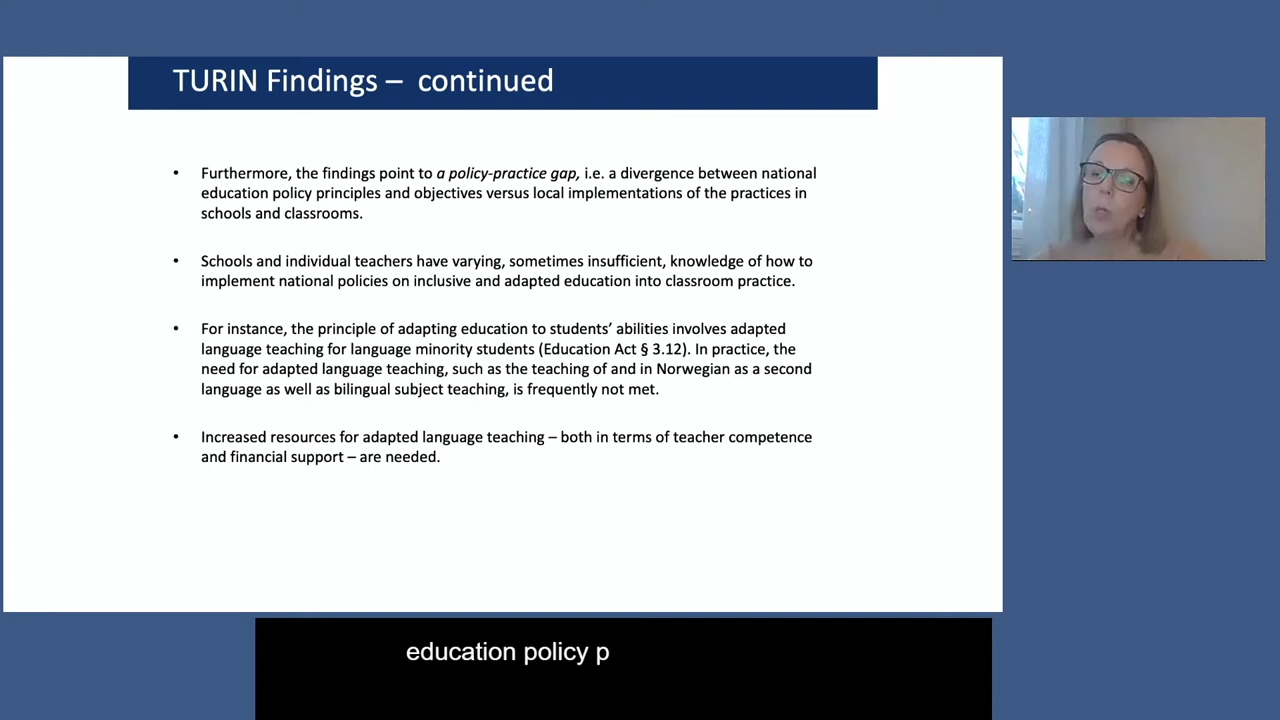 TURIN Findings – continued
• Furthermore, the findings point to a policy-practice gap, i.e. a divergence between national
education policy principles and objectives versus local implementations of the practices in
schools and classrooms.
• Schools and individual teachers have varying, sometimes insufficient, knowledge of how to
implement national policies on inclusive and adapted education into classroom practice.
• For instance, the principle of adapting education to students’ abilities involves adapted
language teaching for language minority students (Education Act § 3.12). In practice, the
need for adapted language teaching, such as the teaching of and in Norwegian as a second
language as well as bilingual subject teaching, is frequently not met.
• Increased resources for adapted language teaching – both in terms of teacher competence
and financial support – are needed.
education policy p